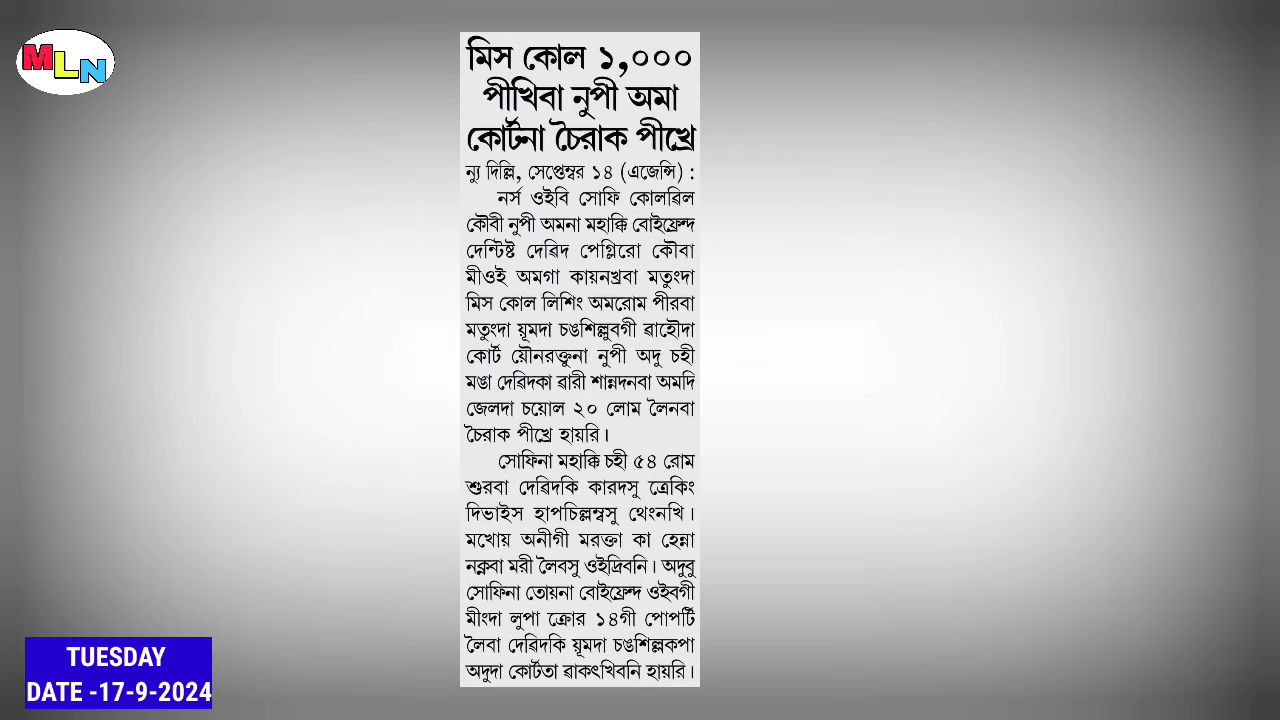 MLN
মিস কোল ১,০০০
পীখিবা নুপী অমা
কোর্টনা চৈরাক পীখ্রে
ন্যু দিল্লি, সেপ্তেম্বর ১৪ (এজেন্সি) :
নর্স ওইবি সোফি কোলৱিল
কৌবী নুপী অমনা মহাক্কি বোইফ্রেন্দ
দেন্টিষ্ট দেৱিদ পেগ্লিরো কৌবা
মীওই অমগা কায়নখ্রবা মতুংদা
মিস কোল লিশিং অমরোম পীরবা
মতুংদা য়ূমদা চঙশিল্লুবগী ৱাহৌদা
কোর্ট য়ৌনরক্তুনা নুপী অদু চহী
মঙা দেৱিদকা ৱারী শান্নদনবা অমদি
জেলদা চয়োল ২০ লোম লৈনবা
চৈরাক পীখ্রে হায়রি।
সোফিনা মহাক্কি চহী ৫৪ রোম
শুরবা দেৱিদকি কারদসু ত্রেকিং
দিভাইস হাপচিল্লম্বসু থেংনখি।
মখোয় অনীগী মরক্তা কা হেন্না
নক্নবা মরী লৈবসু ওইদ্রিবনি। অদুবু
সোফিনা তোয়না বোইফ্রেন্দ ওইবগী
মীংদা লুপা ক্রোর ১৪গী পোপর্টি
লৈবা দেৱিদকি য়ূমদা চঙশিল্লকপা
অদুদা কোর্টতা ৱাকৎখিবনি হায়রি।
TUESDAY
DATE -17-9-2024